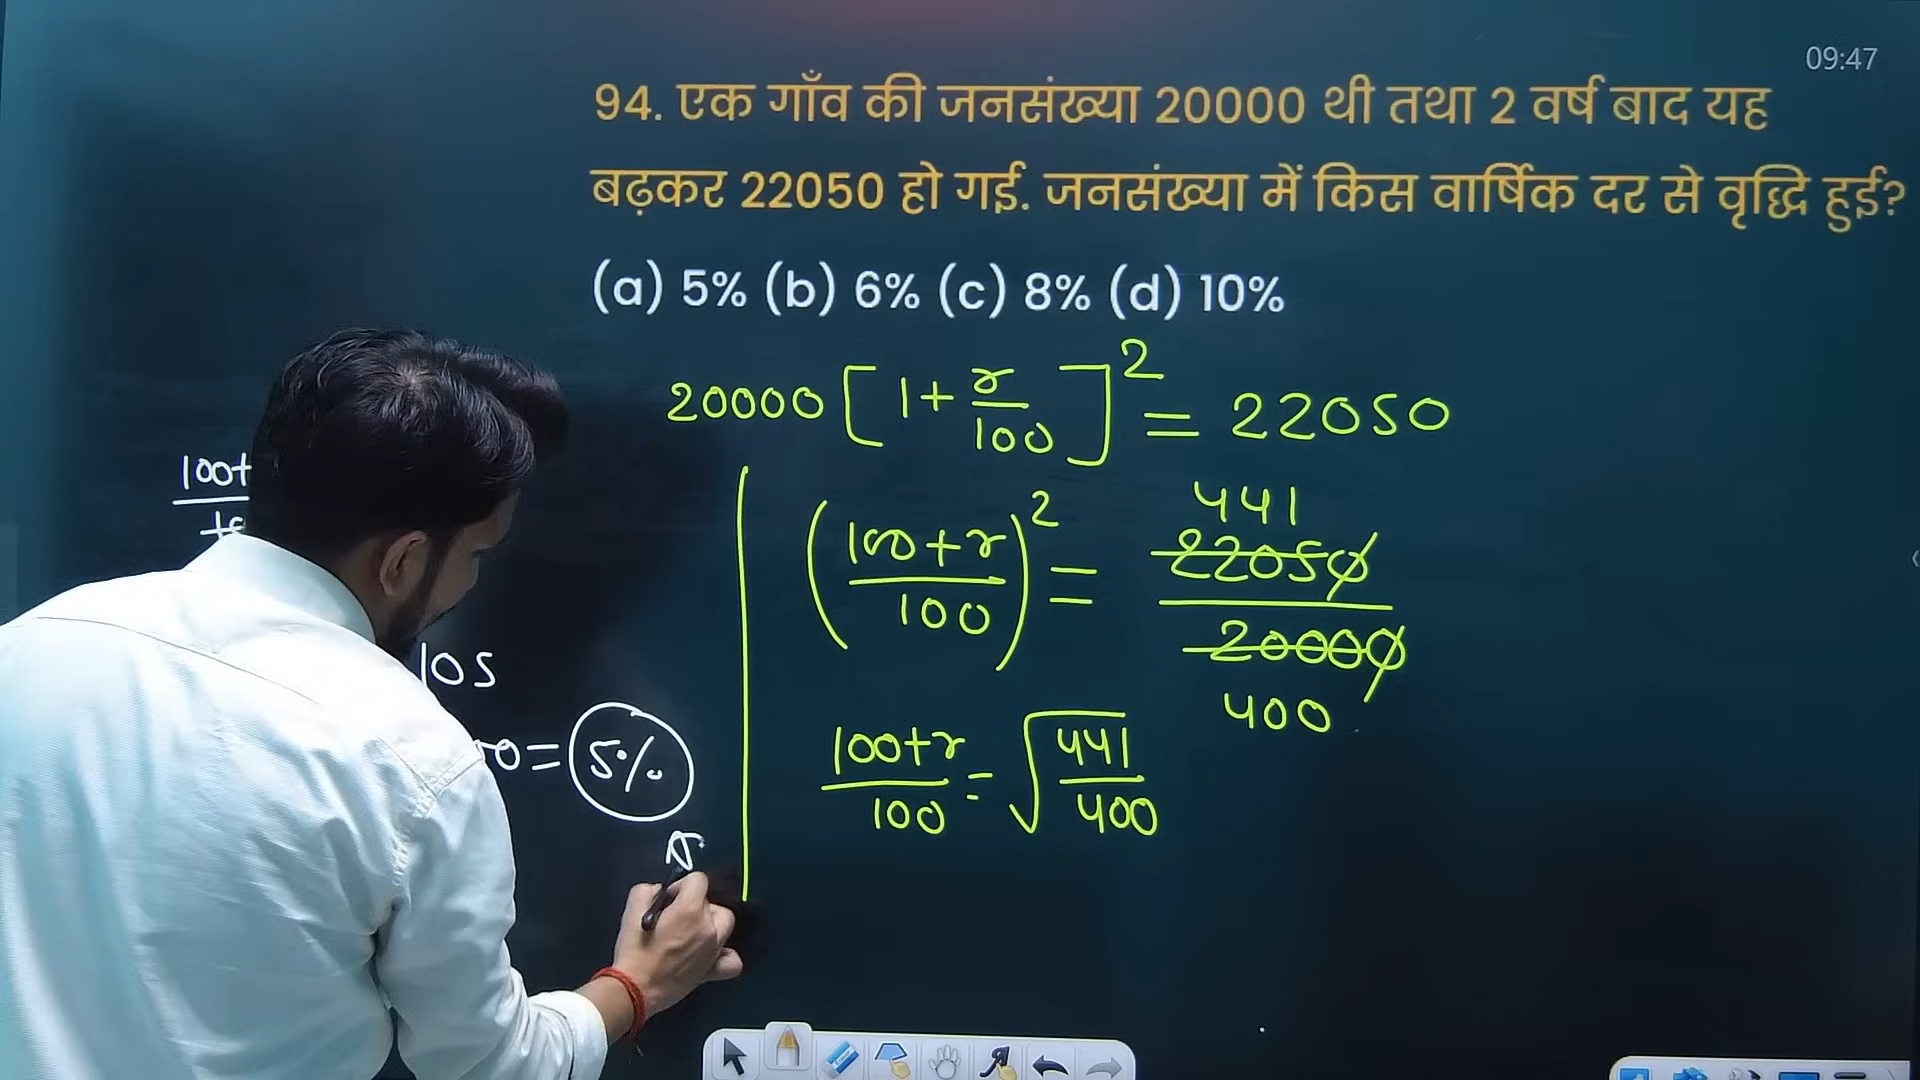 09:47
94. एक गाँव की जनसंख्या 20000 थी तथा 2 वर्ष बाद यह
बढ़कर 22050 हो गई. जनसंख्या में किस वार्षिक दर से वृद्धि हुई?
(a) 5% (b) 6% (c) 8% (d) 10%
20000 [1 + r/100]² = 22050
((100+r)/100)² = 22050/20000
441
400
(100+r)/100 = √(441/400)
100+
105
= 5%